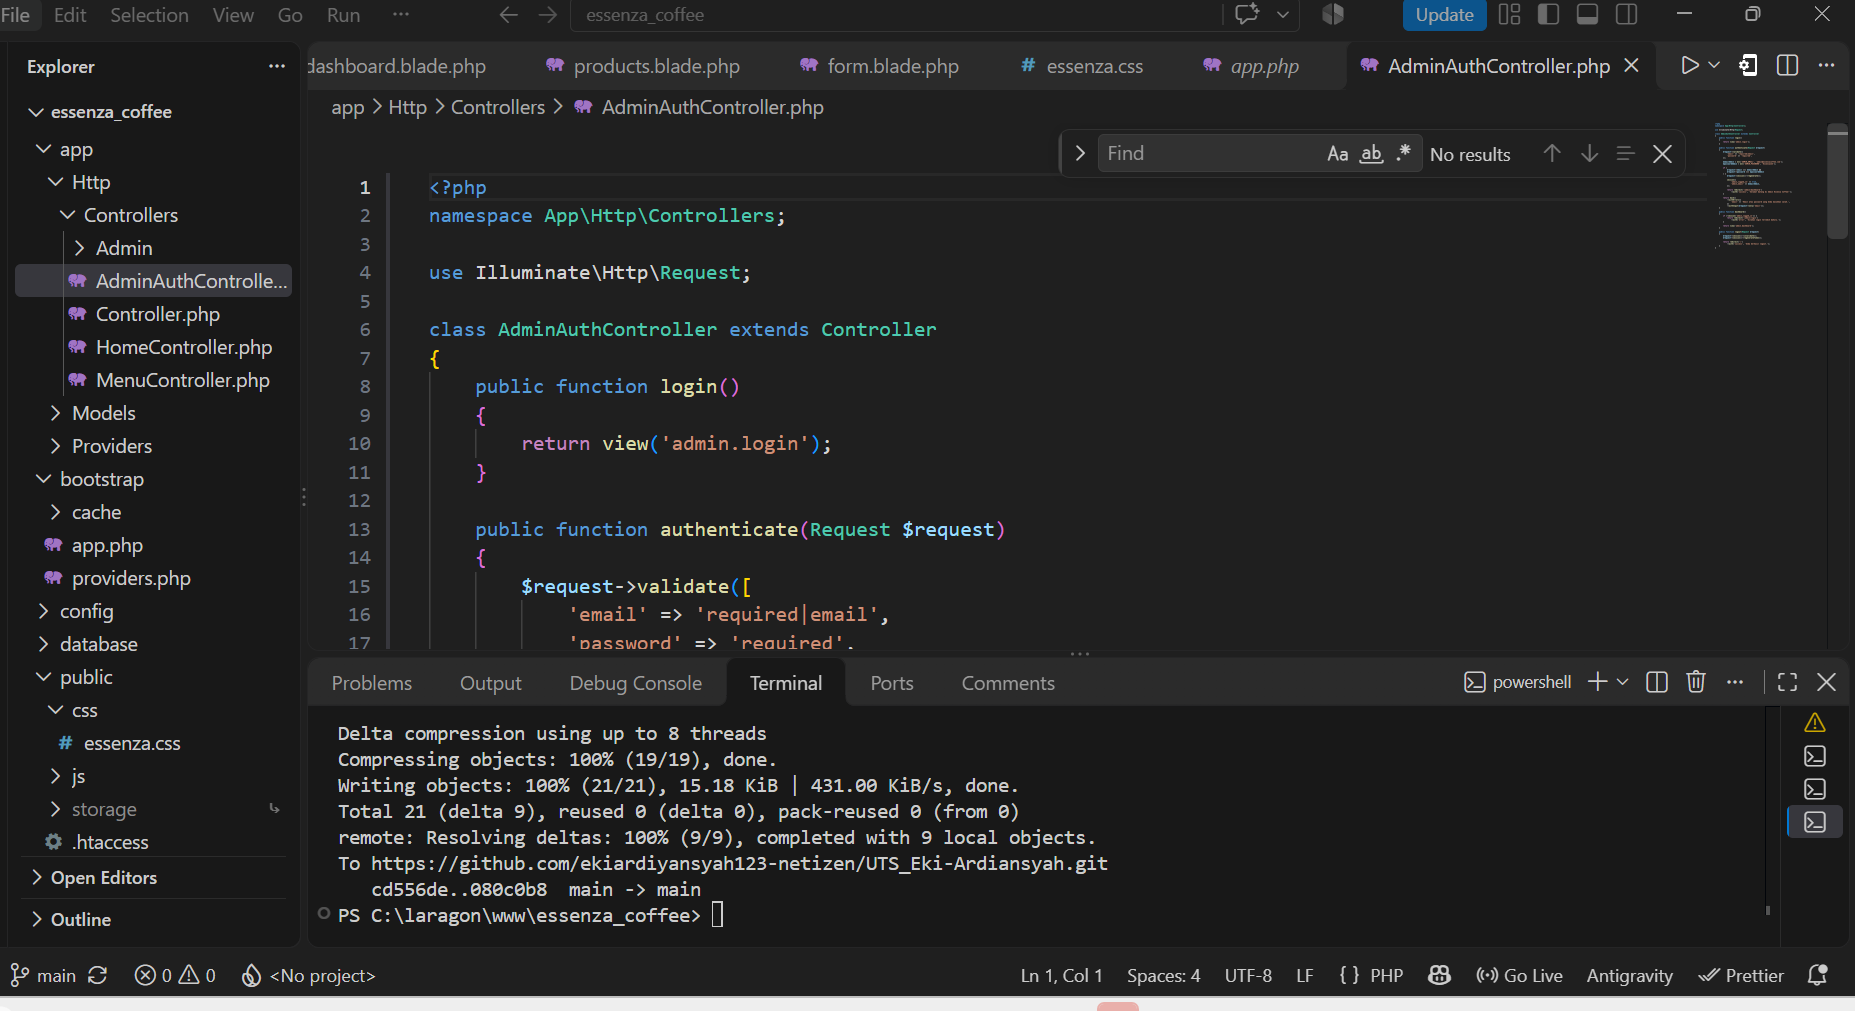 File Edit Selection View Go Run ··· essenza_coffee Update
Explorer ···
essenza_coffee
app
Http
Controllers
Admin
AdminAuthControlle...
Controller.php
HomeController.php
MenuController.php
Models
Providers
bootstrap
cache
app.php
providers.php
config
database
public
css
# essenza.css
js
storage
.htaccess
Open Editors
Outline
dashboard.blade.php products.blade.php form.blade.php # essenza.css app.php AdminAuthController.php
app > Http > Controllers > AdminAuthController.php
Find Aa ab .* No results
1 <?php
2 namespace App\Http\Controllers;
3
4 use Illuminate\Http\Request;
5
6 class AdminAuthController extends Controller
7 {
8 public function login()
9 {
10 return view('admin.login');
11 }
12
13 public function authenticate(Request $request)
14 {
15 $request->validate([
16 'email' => 'required|email',
17 'password' => 'required',
Problems Output Debug Console Terminal Ports Comments powershell
Delta compression using up to 8 threads
Compressing objects: 100% (19/19), done.
Writing objects: 100% (21/21), 15.18 KiB | 431.00 KiB/s, done.
Total 21 (delta 9), reused 0 (delta 0), pack-reused 0 (from 0)
remote: Resolving deltas: 100% (9/9), completed with 9 local objects.
To https://github.com/ekiardiyansyah123-netizen/UTS_Eki-Ardiansyah.git
cd556de..080c0b8 main -> main
PS C:\laragon\www\essenza_coffee>
main 0 0 <No project> Ln 1, Col 1 Spaces: 4 UTF-8 LF {} PHP Go Live Antigravity Prettier